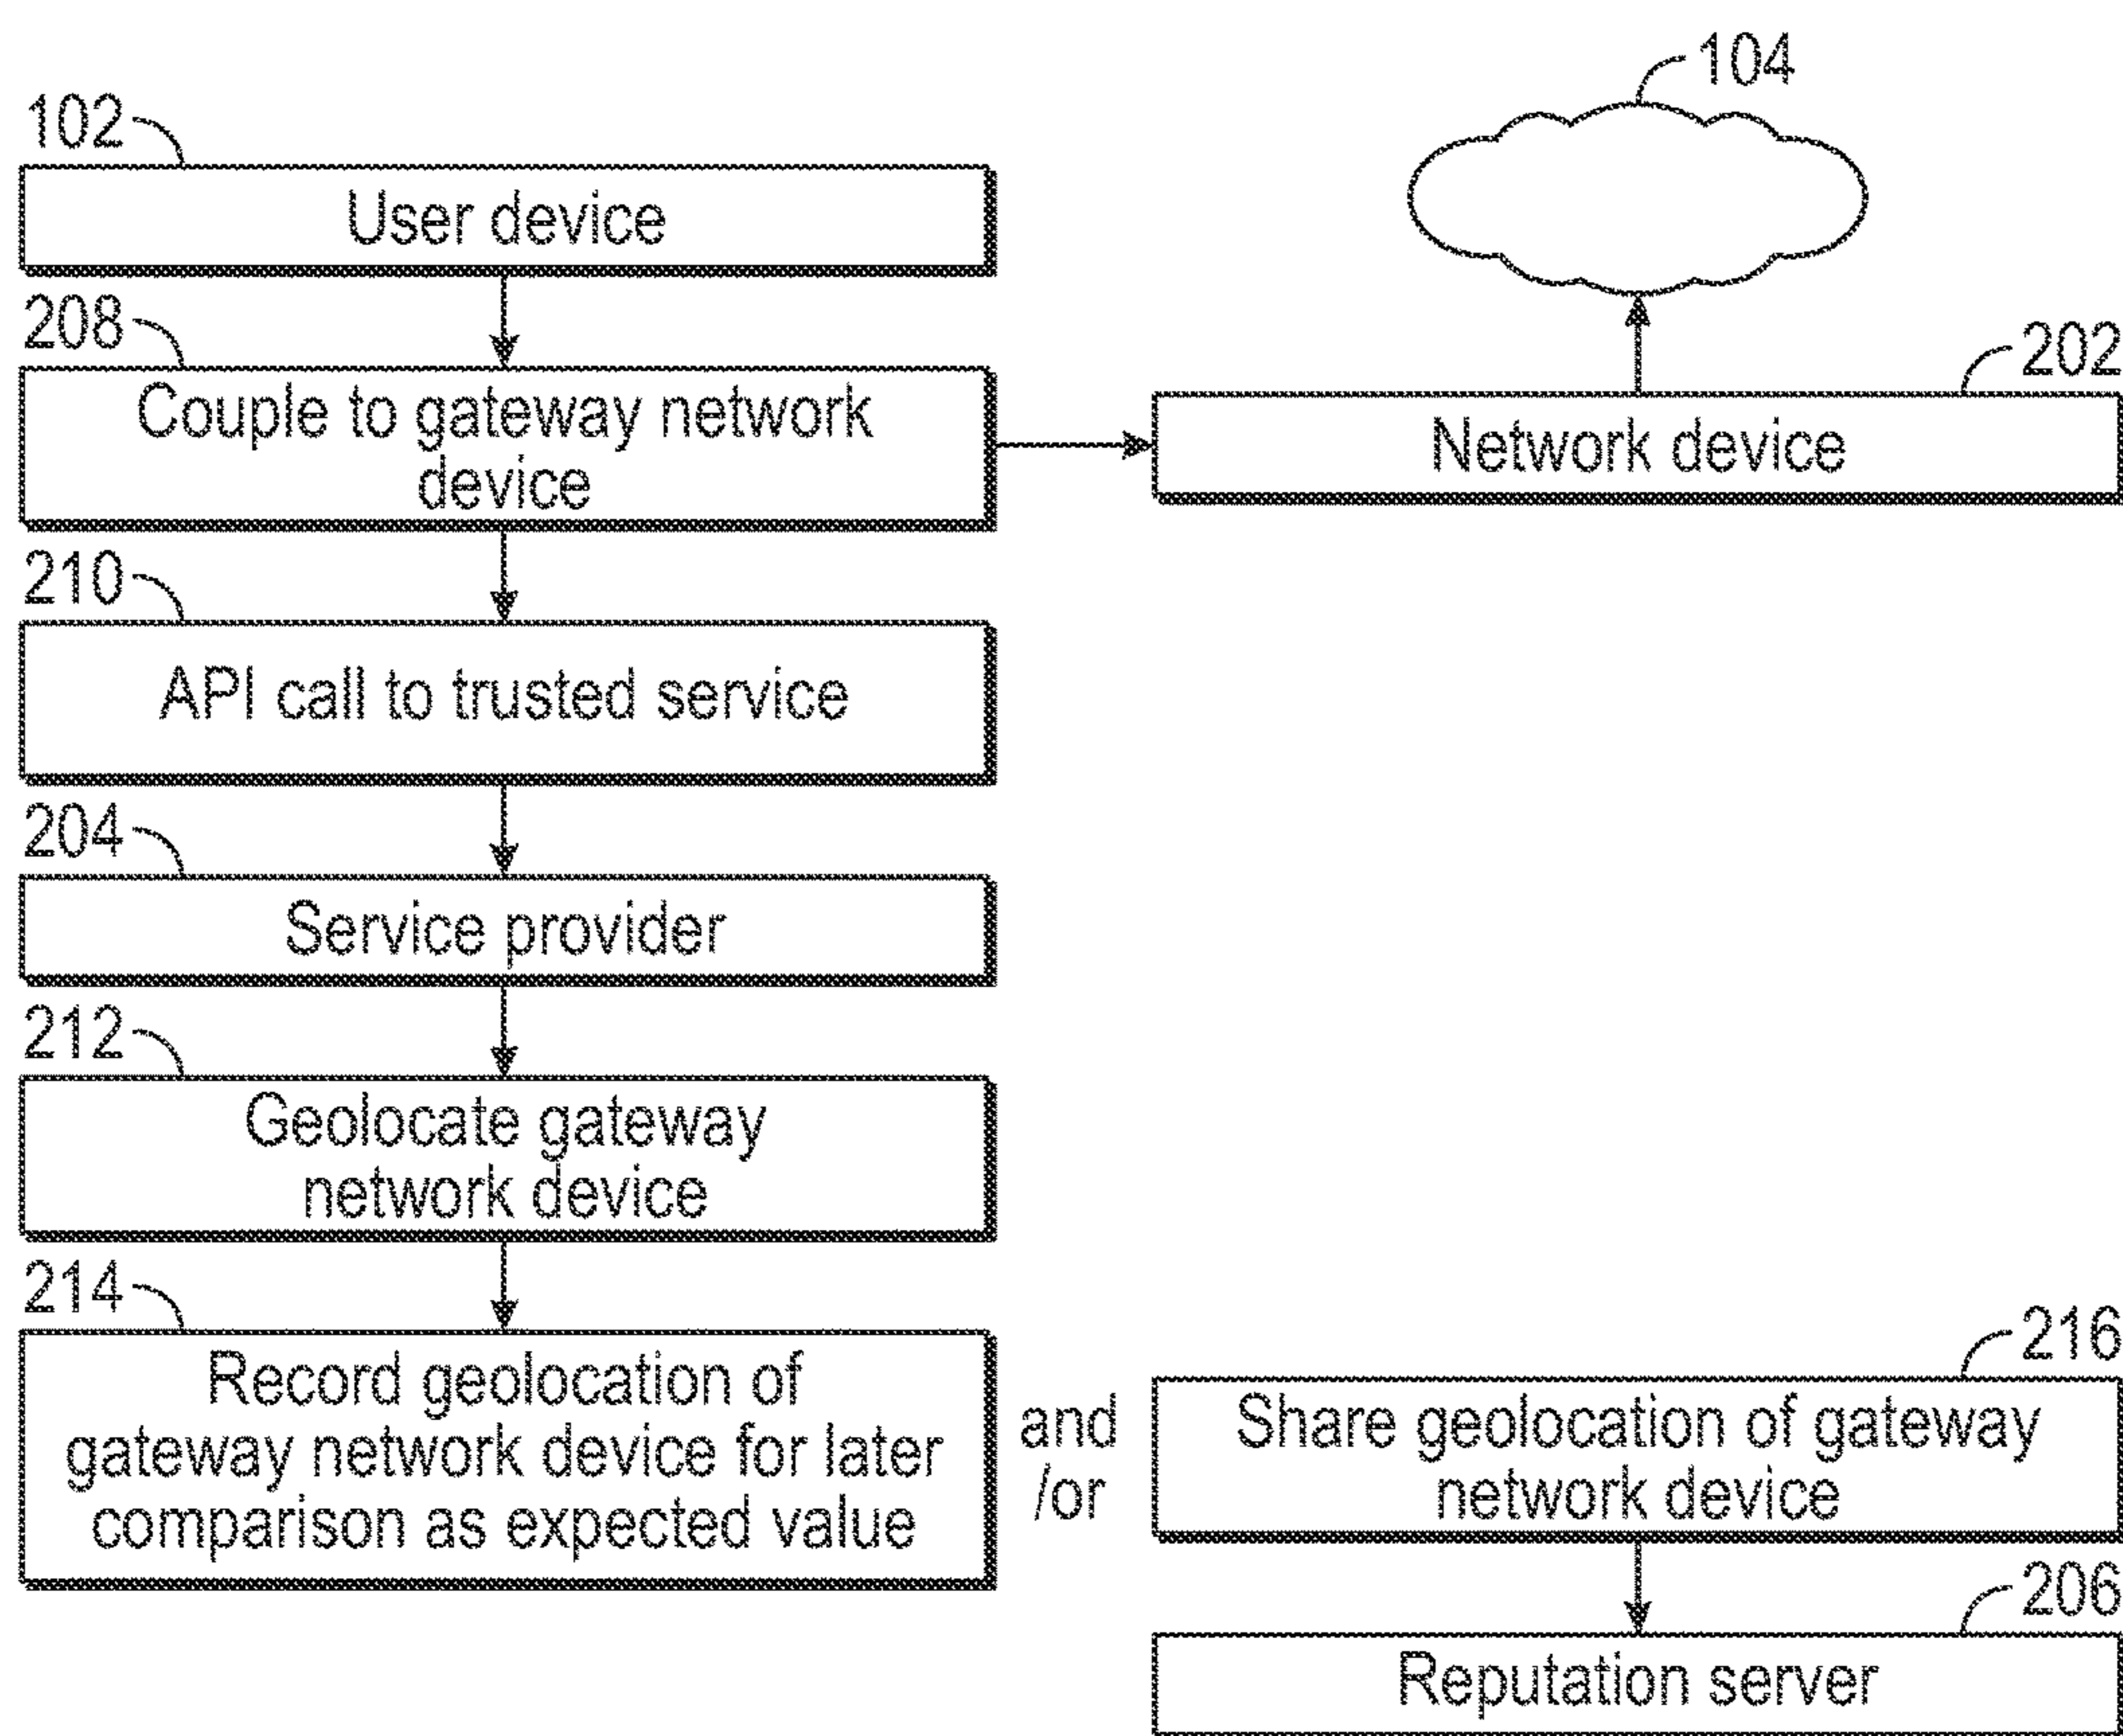 104
102
User device
208
202
Couple to gateway network
device
Network device
210
API call to trusted service
204
Service provider
212
Geolocate gateway
network device
214
216
Record geolocation of
gateway network device for later
comparison as expected value
and
/or
Share geolocation of gateway
network device
206
Reputation server